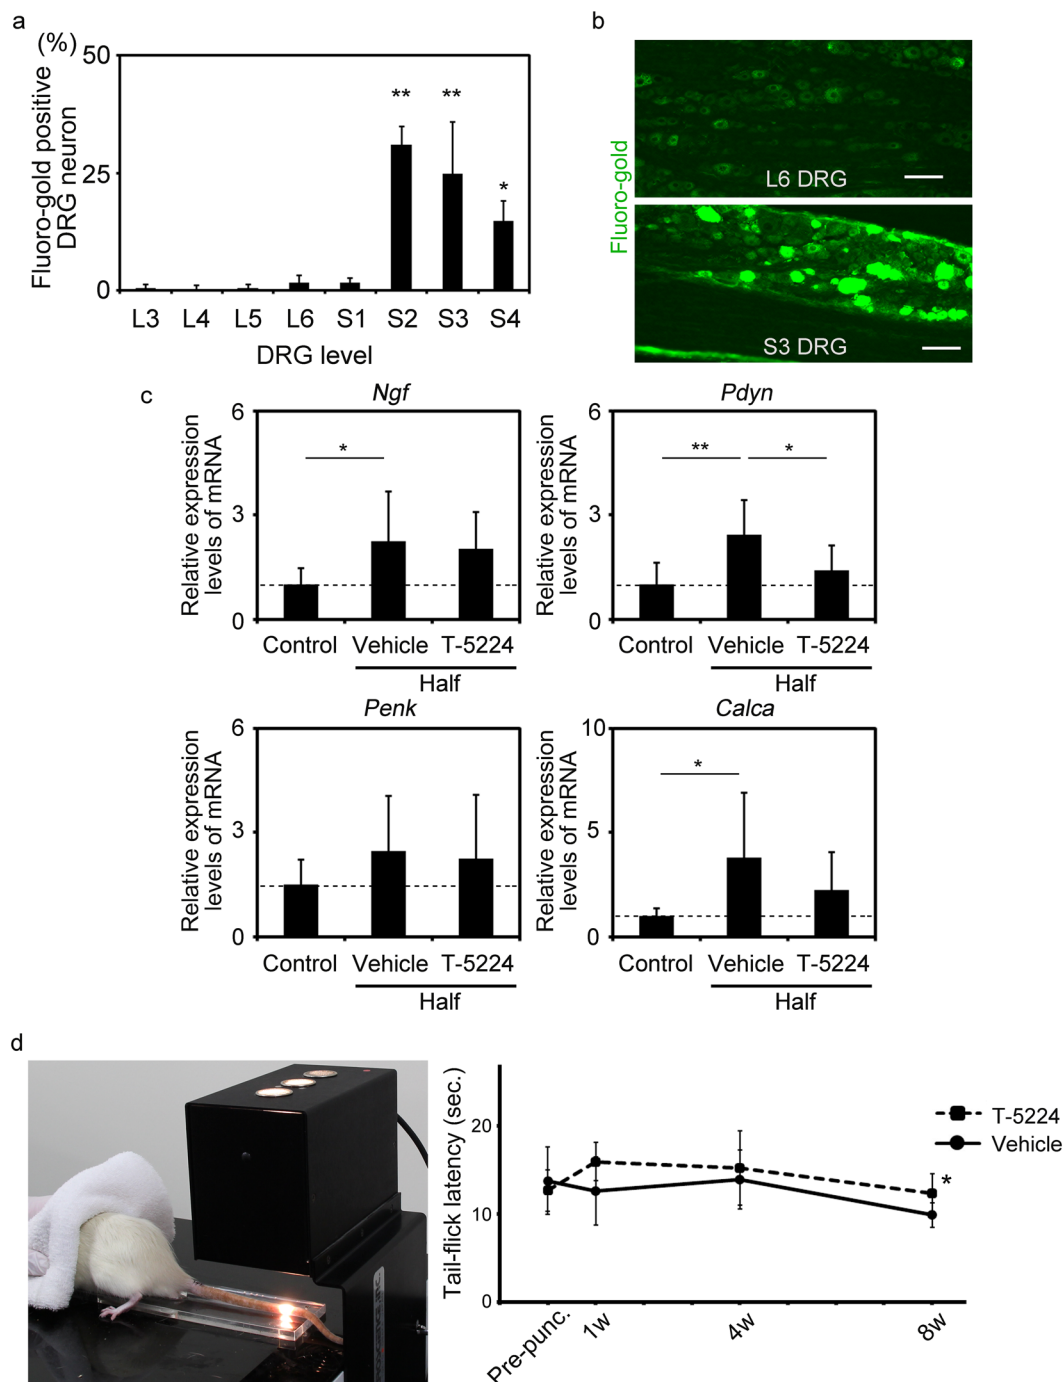 a
(%)
50
25
0
Fluoro-gold positive
DRG neuron
** ** *
L3 L4 L5 L6 S1 S2 S3 S4
DRG level
b
Fluoro-gold
L6 DRG
S3 DRG
c
Ngf
Relative expression
levels of mRNA
6
3
0
*
Control Vehicle T-5224
Half
Pdyn
Relative expression
levels of mRNA
6
3
0
** *
Control Vehicle T-5224
Half
Penk
Relative expression
levels of mRNA
6
3
0
Control Vehicle T-5224
Half
Calca
Relative expression
levels of mRNA
10
5
0
*
Control Vehicle T-5224
Half
d
Tail-flick latency (sec.)
20
10
0
Pre-punc. 1w 4w 8w
T-5224
Vehicle
*